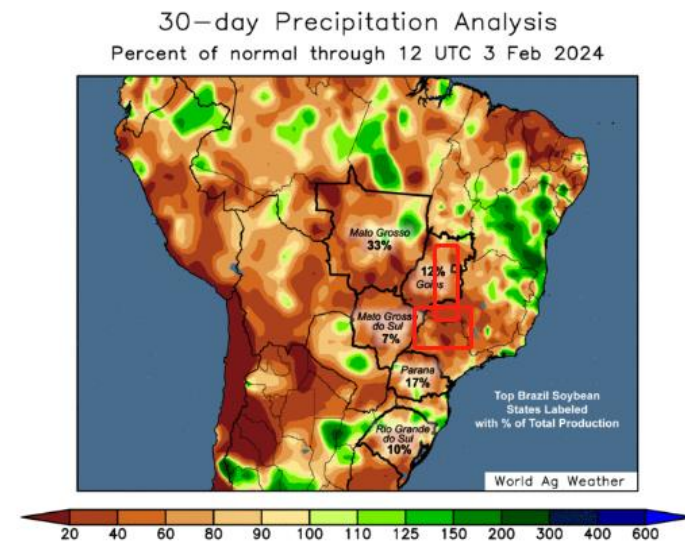 30-day Precipitation Analysis
Percent of normal through 12 UTC 3 Feb 2024
Mato Grosso
33%
12%
Goias
Mato Grosso
do Sul
7%
Parana
17%
Rio Grande
do Sul
10%
Top Brazil Soybean
States Labeled
with % of Total Production
World Ag Weather
20 40 60 80 90 100 110 125 150 200 300 400 600